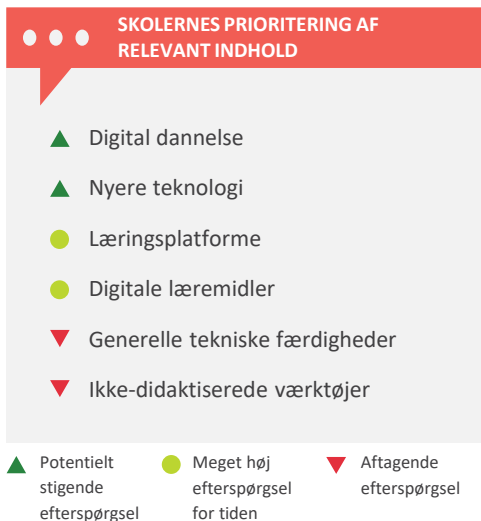 SKOLERNES PRIORITERING AF
RELEVANT INDHOLD
Digital dannelse
Nyere teknologi
Læringsplatforme
Digitale læremidler
Generelle tekniske færdigheder
Ikke-didaktiserede værktøjer
Potentielt
stigende
efterspørgsel
Meget høj
efterspørgsel
for tiden
Aftagende
efterspørgsel